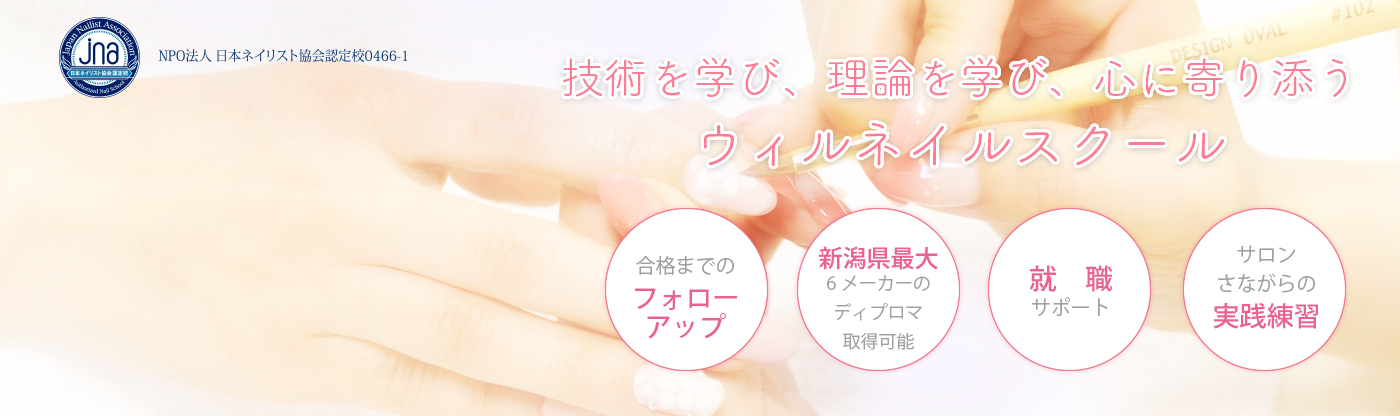 Japan Nailist Association
jna
日本ネイリスト協会認定校
Authorized Nail School
NPO法人 日本ネイリスト協会認定校0466-1
DESIGN OVAL #102
技術を学び、理論を学び、心に寄り添う
ウィルネイルスクール
合格までの
フォロー
アップ
新潟県最大
6メーカーの
ディプロマ
取得可能
就 職
サポート
サロン
さながらの
実践練習